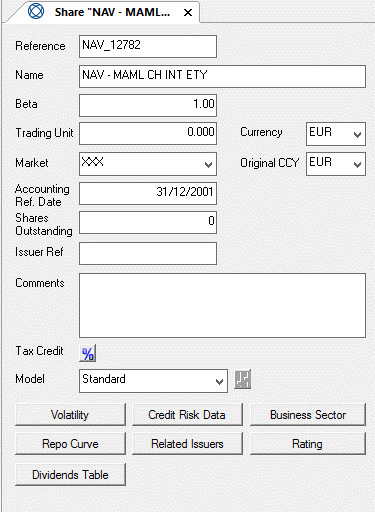 Share "NAV - MAML...
Reference NAV_12782
Name NAV - MAML CH INT ETY
Beta 1.00
Trading Unit 0.000 Currency EUR
Market XXX Original CCY EUR
Accounting
Ref. Date 31/12/2001
Shares
Outstanding 0
Issuer Ref
Comments
Tax Credit %
Model Standard
Volatility Credit Risk Data Business Sector
Repo Curve Related Issuers Rating
Dividends Table